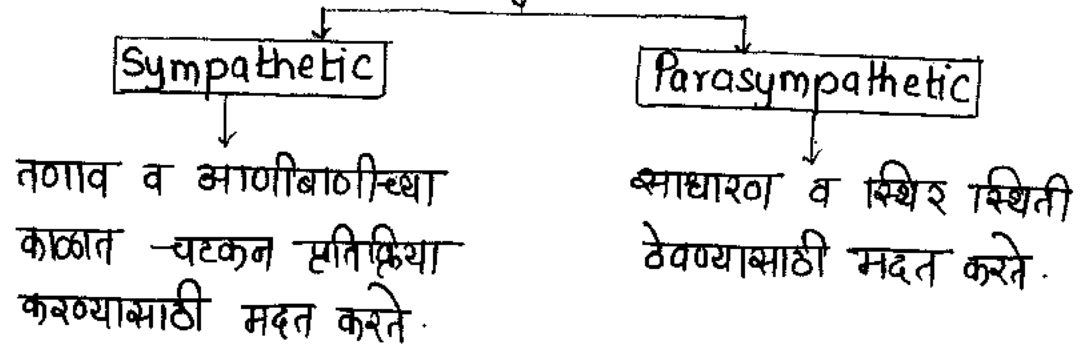 Sympathetic
Parasympathetic
तणाव व आणीबाणीच्या
काळात चटकन प्रतिक्रिया
करण्यासाठी मदत करते.
साधारण व स्थिर स्थिती
ठेवण्यासाठी मदत करते.